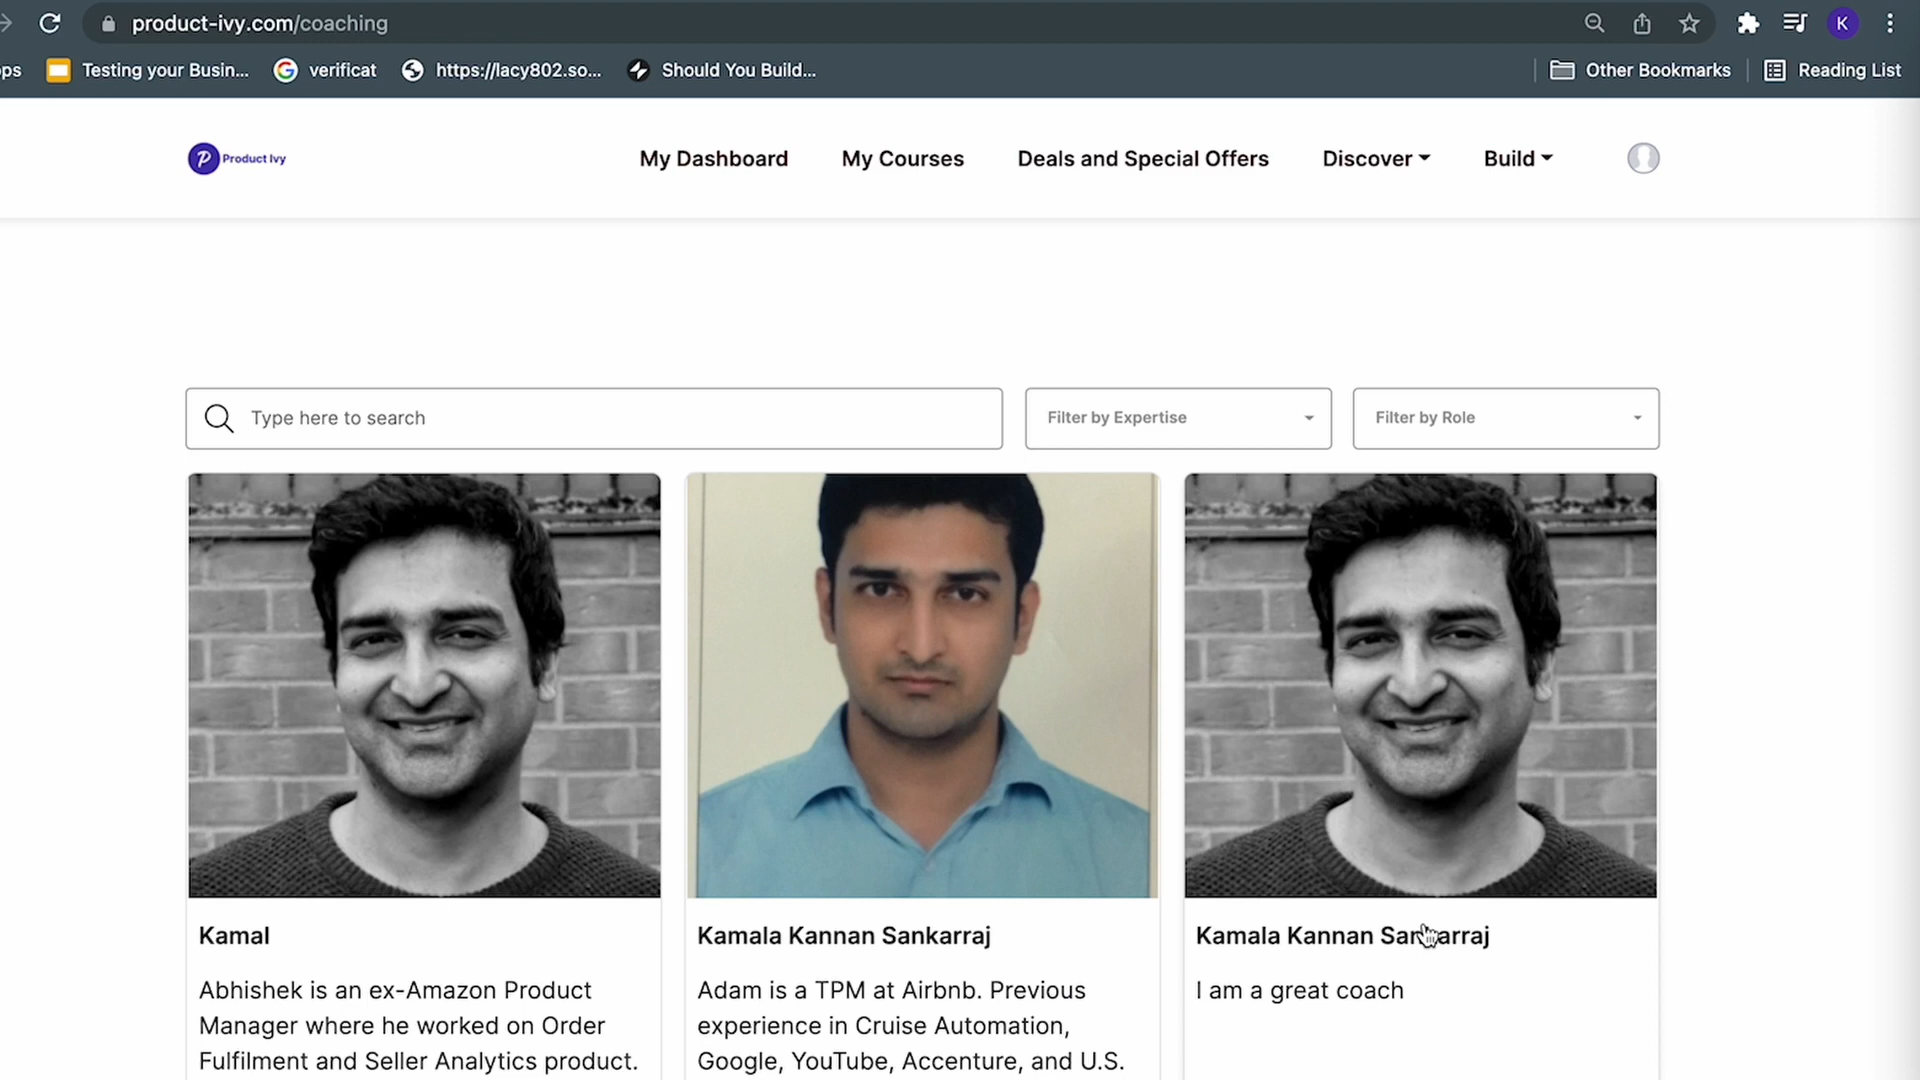 product-ivy.com/coaching
K
ps
Testing your Busin...
verificat
https://lacy802.so...
Should You Build...
Other Bookmarks
Reading List
P
Product Ivy
My Dashboard
My Courses
Deals and Special Offers
Discover
Build
Type here to search
Filter by Expertise
Filter by Role
Kamal
Abhishek is an ex-Amazon Product
Manager where he worked on Order
Fulfilment and Seller Analytics product.
Kamala Kannan Sankarraj
Adam is a TPM at Airbnb. Previous
experience in Cruise Automation,
Google, YouTube, Accenture, and U.S.
Kamala Kannan Sankarraj
I am a great coach